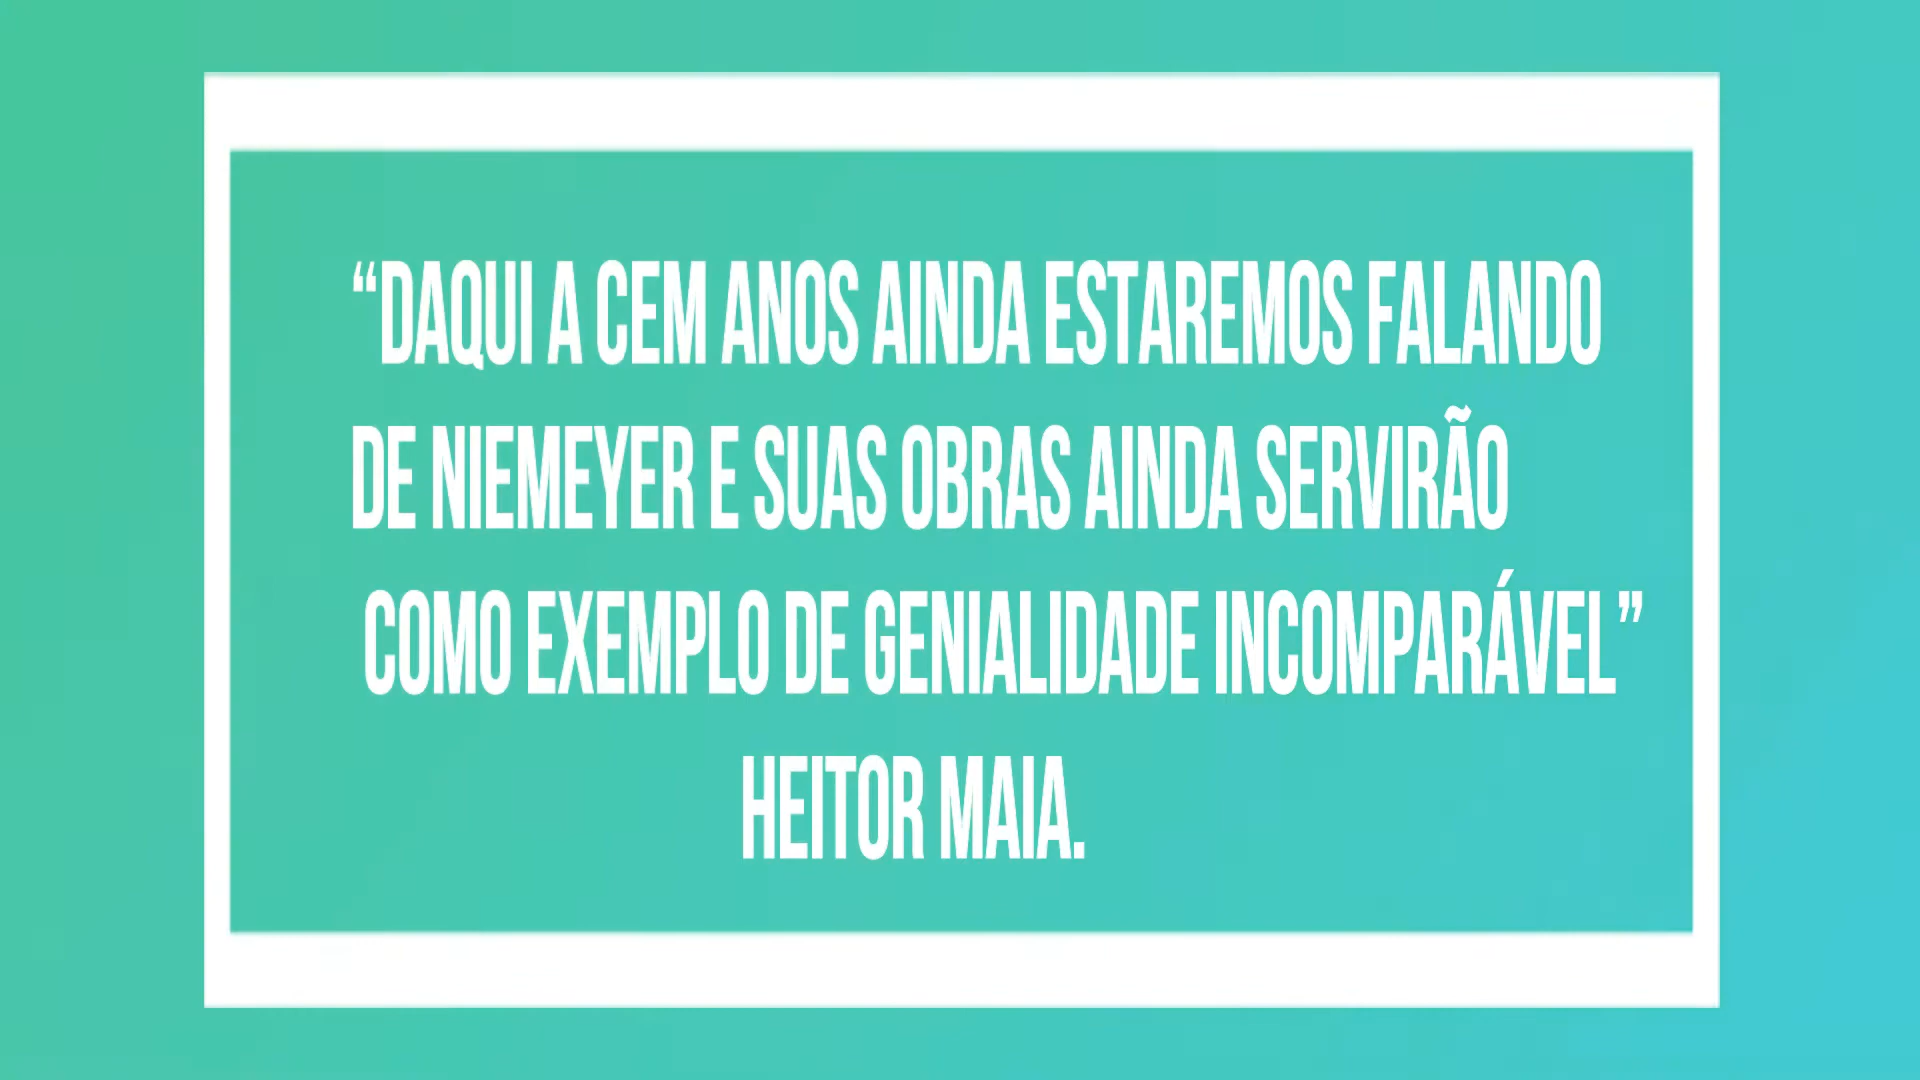 “DAQUI A CEM ANOS AINDA ESTAREMOS FALANDO
DE NIEMEYER E SUAS OBRAS AINDA SERVIRÃO
COMO EXEMPLO DE GENIALIDADE INCOMPARÁVEL”
HEITOR MAIA.